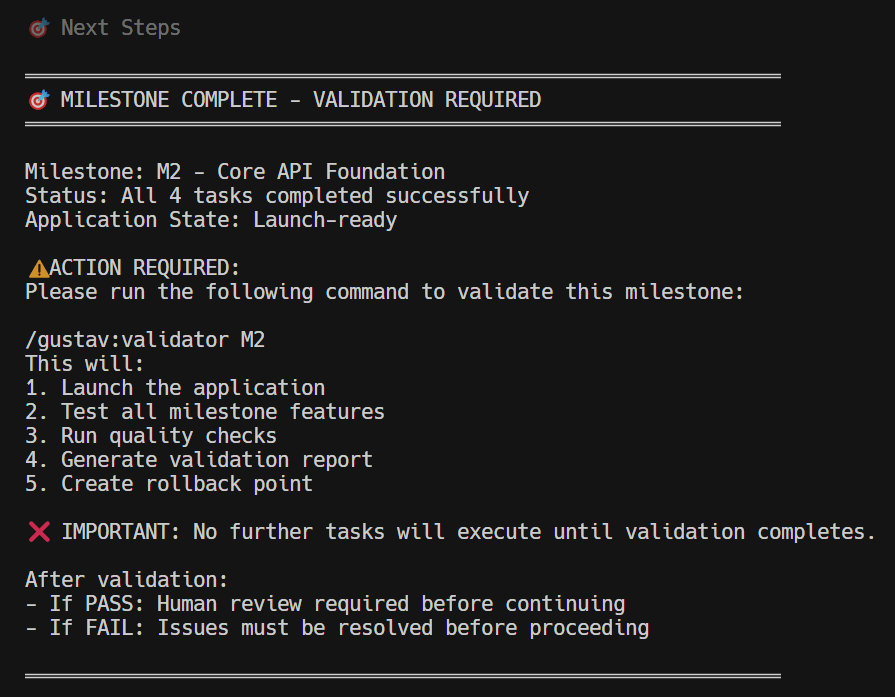 🎯 Next Steps
🎯 MILESTONE COMPLETE - VALIDATION REQUIRED
Milestone: M2 - Core API Foundation
Status: All 4 tasks completed successfully
Application State: Launch-ready
⚠️ACTION REQUIRED:
Please run the following command to validate this milestone:
/gustav:validator M2
This will:
1. Launch the application
2. Test all milestone features
3. Run quality checks
4. Generate validation report
5. Create rollback point
❌ IMPORTANT: No further tasks will execute until validation completes.
After validation:
- If PASS: Human review required before continuing
- If FAIL: Issues must be resolved before proceeding